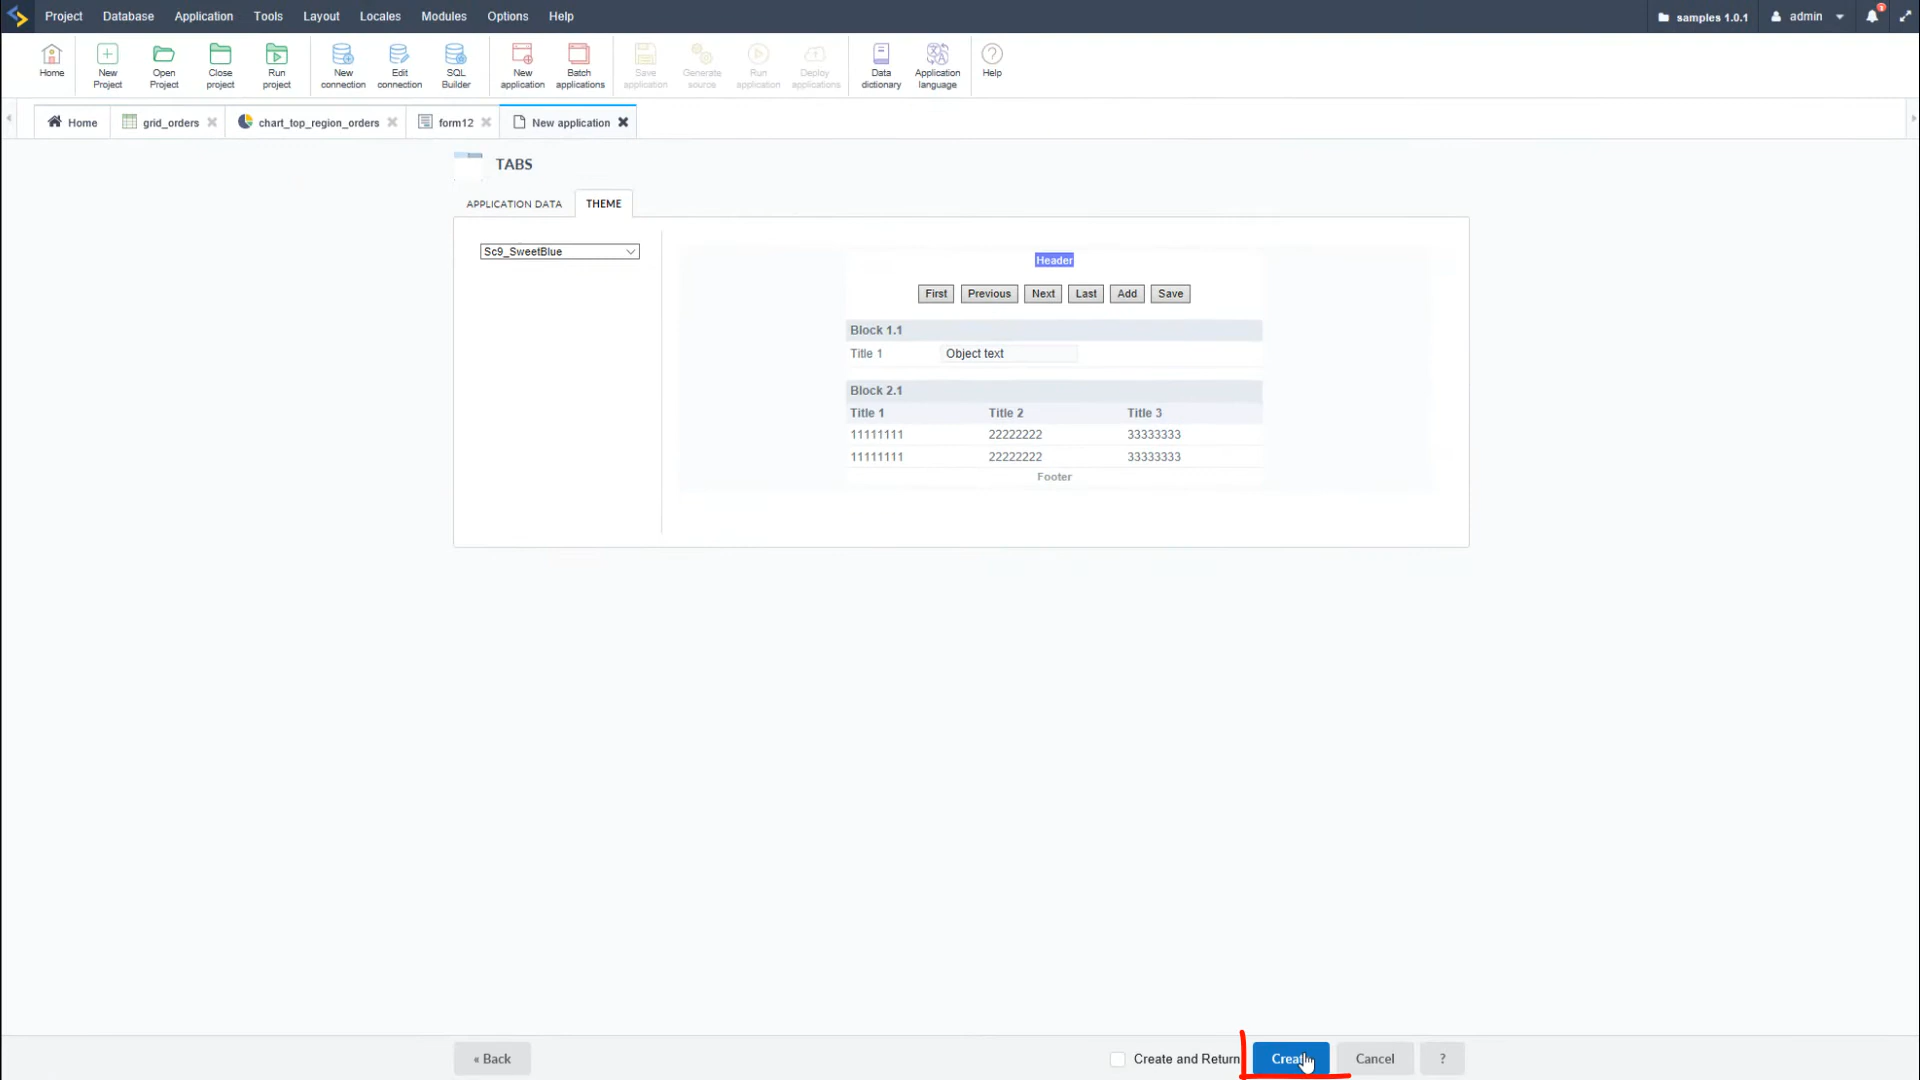 Project Database Application Tools Layout Locales Modules Options Help samples 1.0.1 admin
Home New Project Open Project Close project Run project New connection Edit connection SQL Builder New application Batch applications Save application Generate source Run application Deploy applications Data dictionary Application language Help
Home grid_orders chart_top_region_orders form12 New application
TABS
APPLICATION DATA THEME
Sc9_SweetBlue
Header
First Previous Next Last Add Save
Block 1.1
Title 1 Object text
Block 2.1
Title 1 Title 2 Title 3
11111111 22222222 33333333
11111111 22222222 33333333
Footer
« Back Create and Return Create Cancel ?